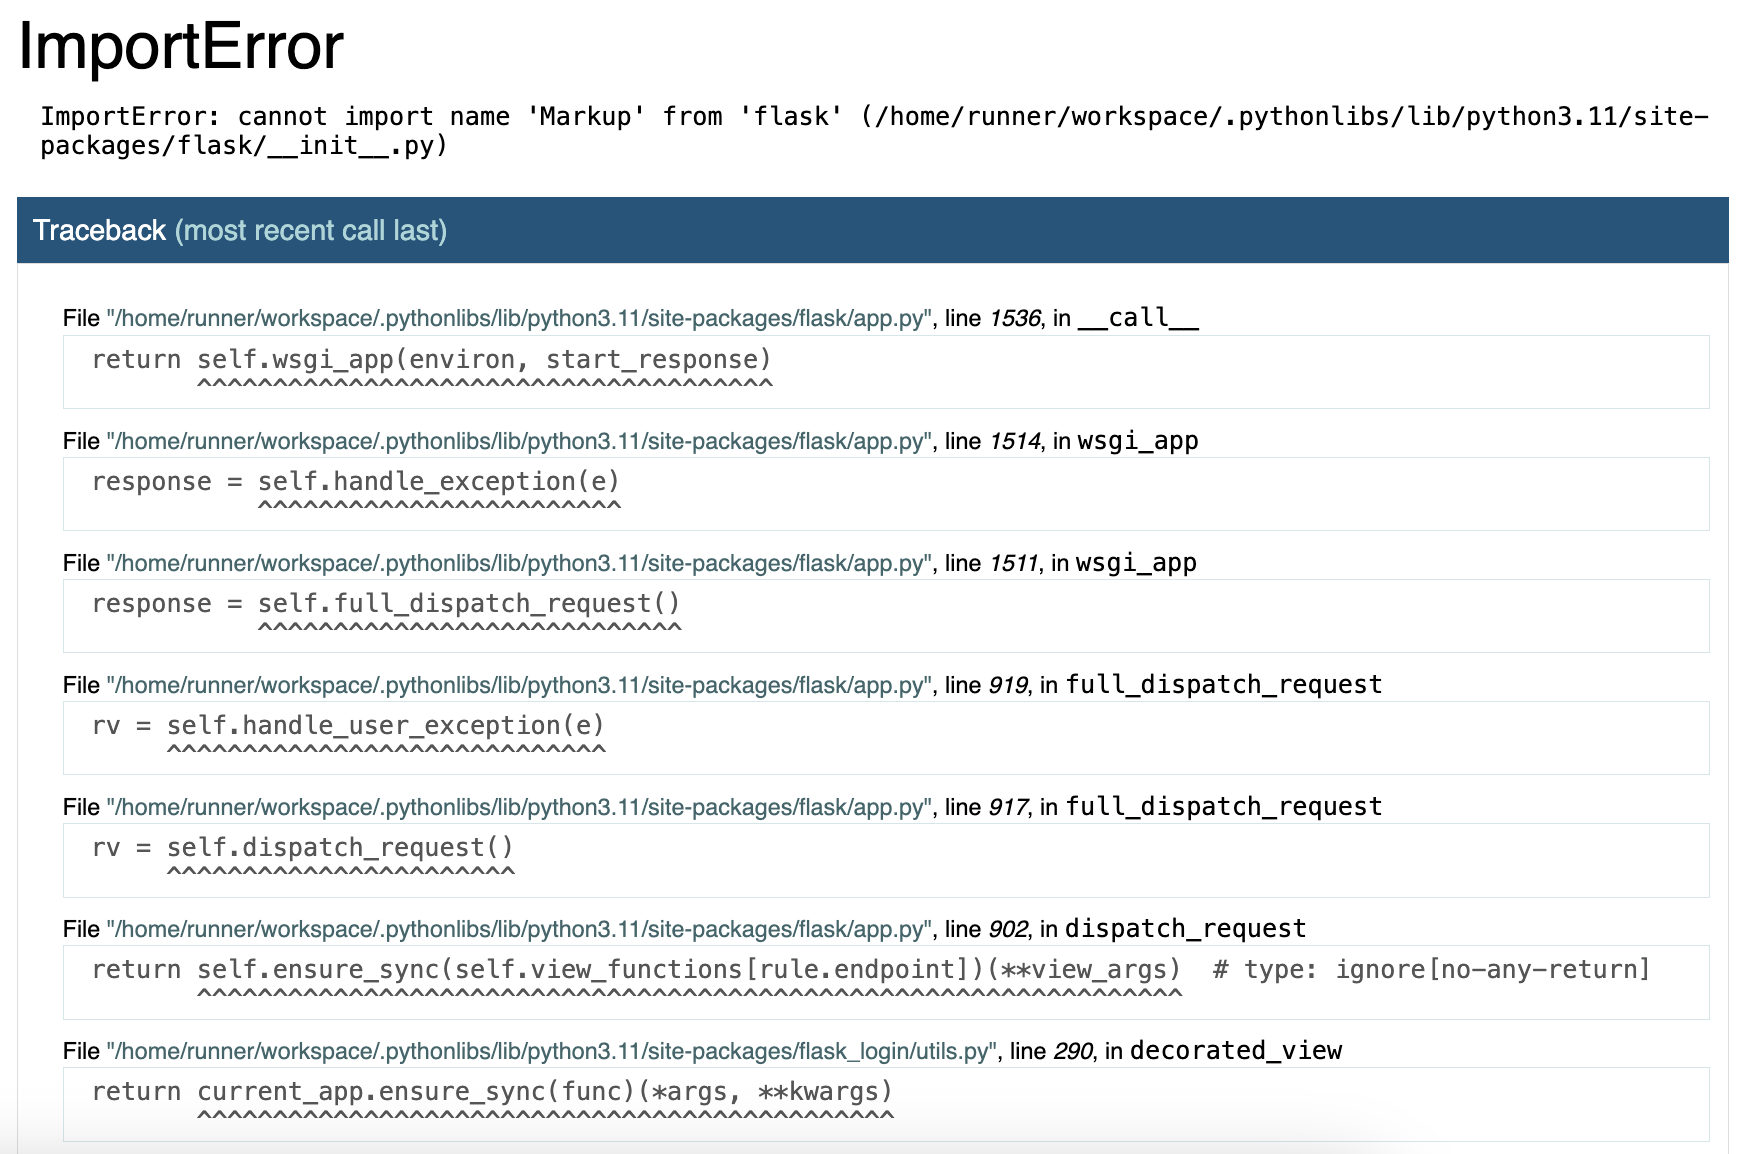 ImportError
ImportError: cannot import name 'Markup' from 'flask' (/home/runner/workspace/.pythonlibs/lib/python3.11/site-
packages/flask/__init__.py)
Traceback (most recent call last)
File "/home/runner/workspace/.pythonlibs/lib/python3.11/site-packages/flask/app.py", line 1536, in __call__
return self.wsgi_app(environ, start_response)
^^^^^^^^^^^^^^^^^^^^^^^^^^^^^^^^^^^^^^
File "/home/runner/workspace/.pythonlibs/lib/python3.11/site-packages/flask/app.py", line 1514, in wsgi_app
response = self.handle_exception(e)
^^^^^^^^^^^^^^^^^^^^^^^^
File "/home/runner/workspace/.pythonlibs/lib/python3.11/site-packages/flask/app.py", line 1511, in wsgi_app
response = self.full_dispatch_request()
^^^^^^^^^^^^^^^^^^^^^^^^^^^^
File "/home/runner/workspace/.pythonlibs/lib/python3.11/site-packages/flask/app.py", line 919, in full_dispatch_request
rv = self.handle_user_exception(e)
^^^^^^^^^^^^^^^^^^^^^^^^^^^^^
File "/home/runner/workspace/.pythonlibs/lib/python3.11/site-packages/flask/app.py", line 917, in full_dispatch_request
rv = self.dispatch_request()
^^^^^^^^^^^^^^^^^^^^^^^
File "/home/runner/workspace/.pythonlibs/lib/python3.11/site-packages/flask/app.py", line 902, in dispatch_request
return self.ensure_sync(self.view_functions[rule.endpoint])(**view_args)  # type: ignore[no-any-return]
^^^^^^^^^^^^^^^^^^^^^^^^^^^^^^^^^^^^^^^^^^^^^^^^^^^^^^^^^^^^^^^^^
File "/home/runner/workspace/.pythonlibs/lib/python3.11/site-packages/flask_login/utils.py", line 290, in decorated_view
return current_app.ensure_sync(func)(*args, **kwargs)
^^^^^^^^^^^^^^^^^^^^^^^^^^^^^^^^^^^^^^^^^^^^^^